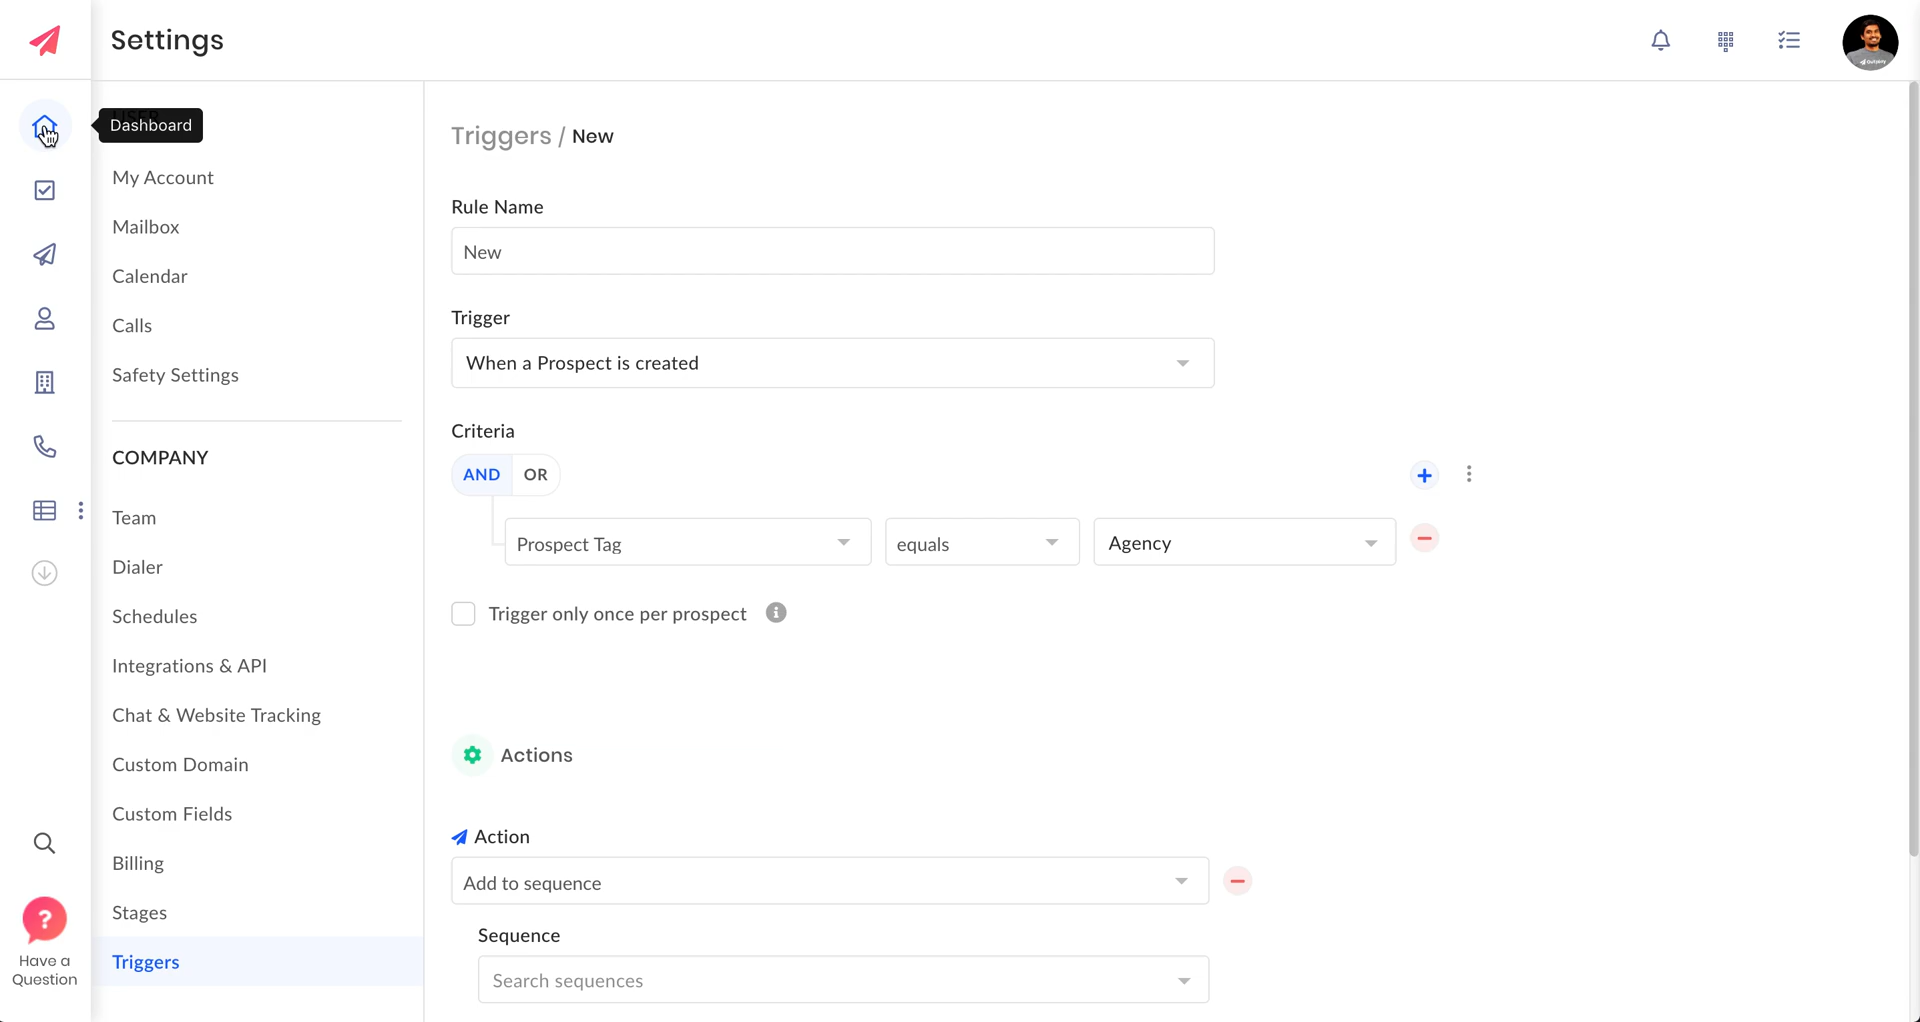 Settings
USER
Dashboard
My Account
Mailbox
Calendar
Calls
Safety Settings
COMPANY
Team
Dialer
Schedules
Integrations & API
Chat & Website Tracking
Custom Domain
Custom Fields
Billing
Stages
Triggers
Have a
Question
Triggers / New
Rule Name
New
Trigger
When a Prospect is created
Criteria
AND OR
Prospect Tag equals Agency
Trigger only once per prospect
Actions
Action
Add to sequence
Sequence
Search sequences